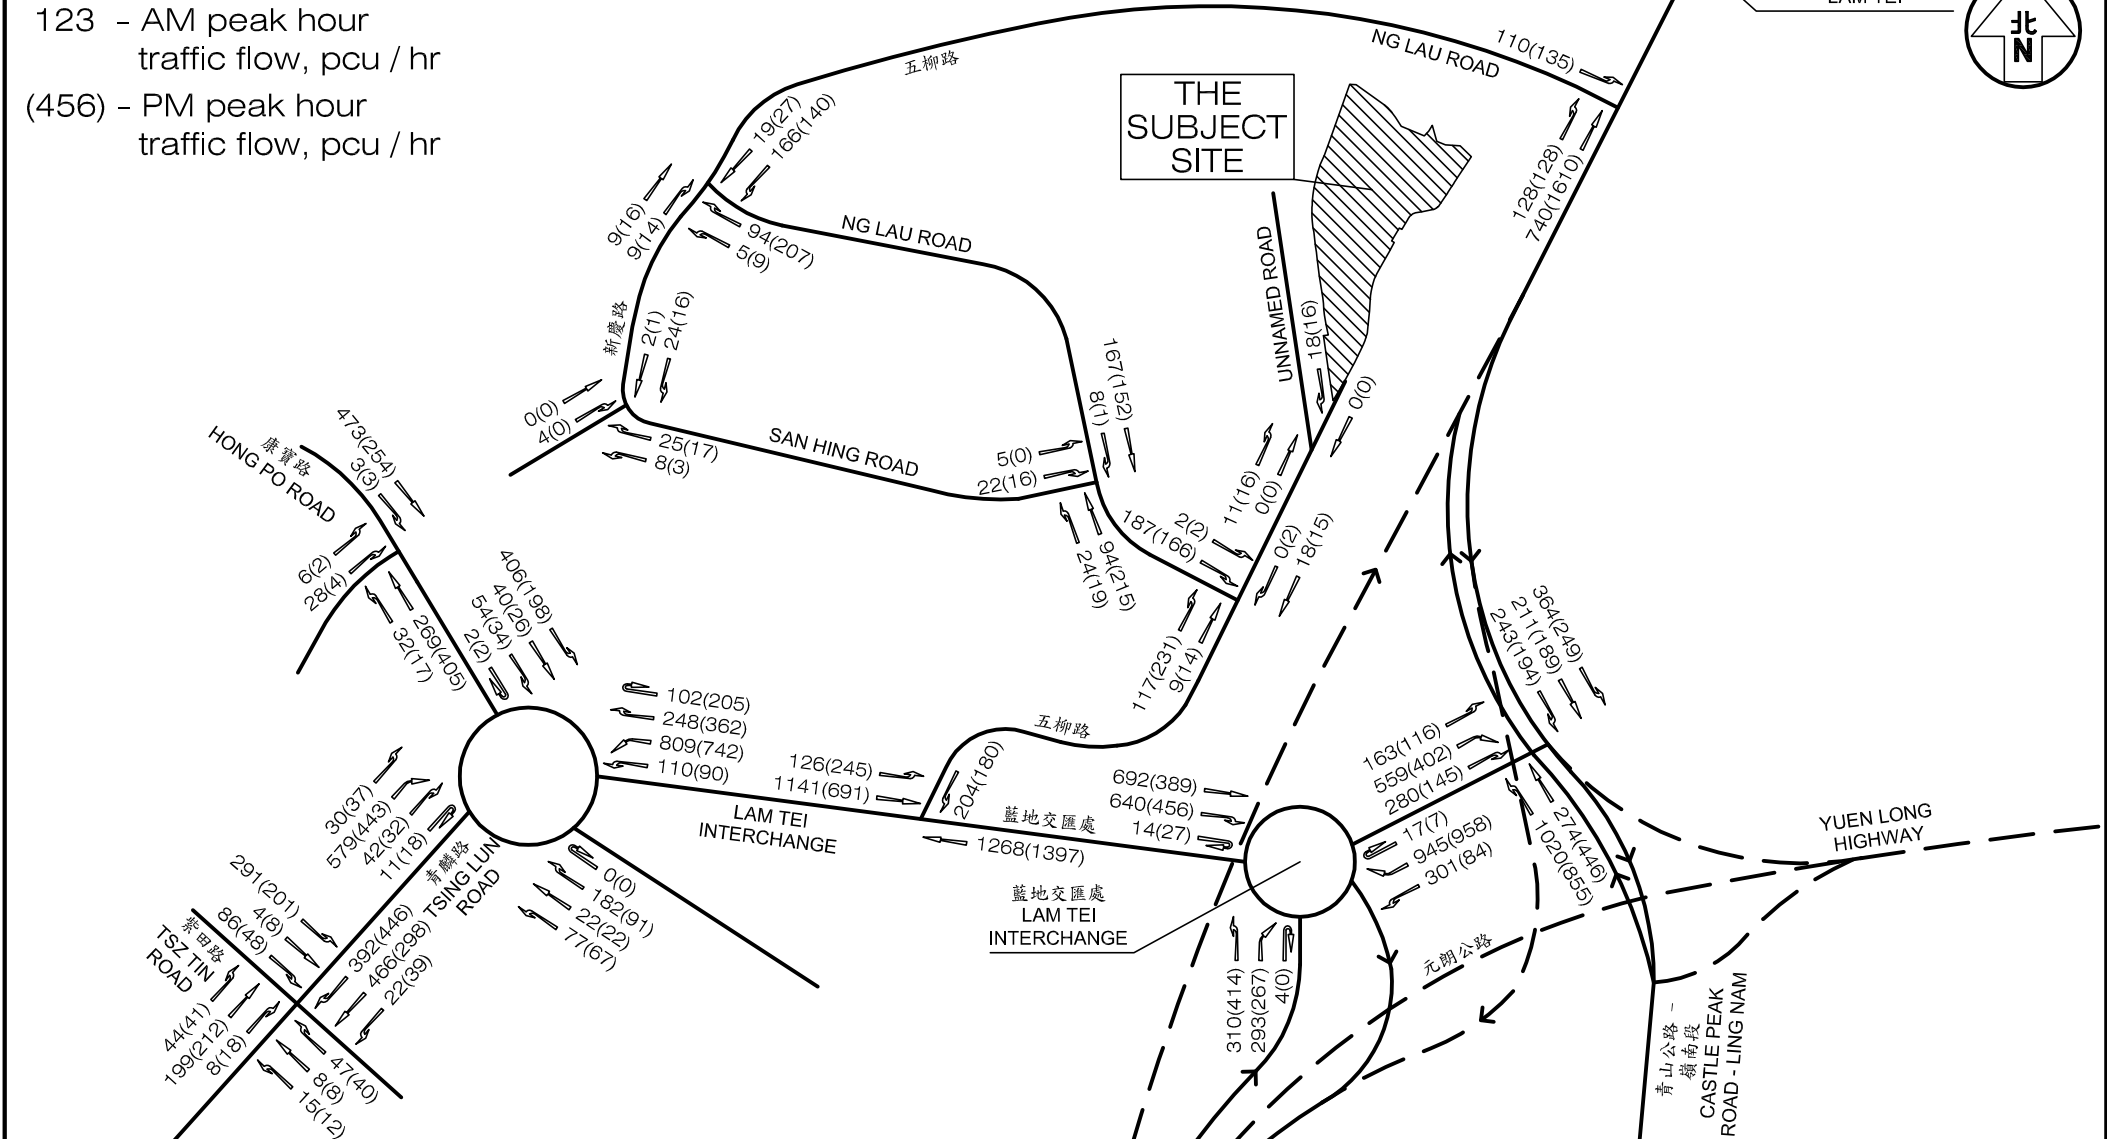 123 - AM peak hour
traffic flow, pcu / hr
(456) - PM peak hour
traffic flow, pcu / hr
北
N
五柳路
NG LAU ROAD
110(135)
THE
SUBJECT
SITE
19(27)
166(140)
128(128)
740(1610)
9(16)
9(14)
94(207)
5(9)
NG LAU ROAD
UNNAMED ROAD
18(16)
新慶路
2(1)
24(16)
167(152)
8(1)
0(0)
0(0)
4(0)
25(17)
8(3)
SAN HING ROAD
5(0)
22(16)
473(254)
3(3)
康寶路
HONG PO ROAD
11(16)
0(0)
2(2)
187(166)
0(2)
18(15)
94(215)
24(19)
6(2)
28(4)
269(405)
32(17)
406(198)
40(26)
54(34)
2(2)
364(249)
211(189)
243(194)
117(231)
9(14)
102(205)
248(362)
809(742)
110(90)
五柳路
126(245)
1141(691)
204(180)
692(389)
640(456)
14(27)
163(116)
559(402)
280(145)
LAM TEI
INTERCHANGE
藍地交匯處
1268(1397)
17(7)
945(958)
301(84)
274(446)
1020(855)
YUEN LONG
HIGHWAY
30(37)
579(443)
42(32)
11(18)
青麟路
TSING LUN
ROAD
0(0)
182(91)
22(22)
77(67)
藍地交匯處
LAM TEI
INTERCHANGE
291(201)
4(8)
86(48)
紫田路
TSZ TIN
ROAD
392(446)
466(298)
22(39)
310(414)
293(267)
4(0)
元朗公路
44(41)
199(212)
8(18)
47(40)
8(8)
15(12)
青山公路 -
嶺南段
CASTLE PEAK
ROAD - LING NAM